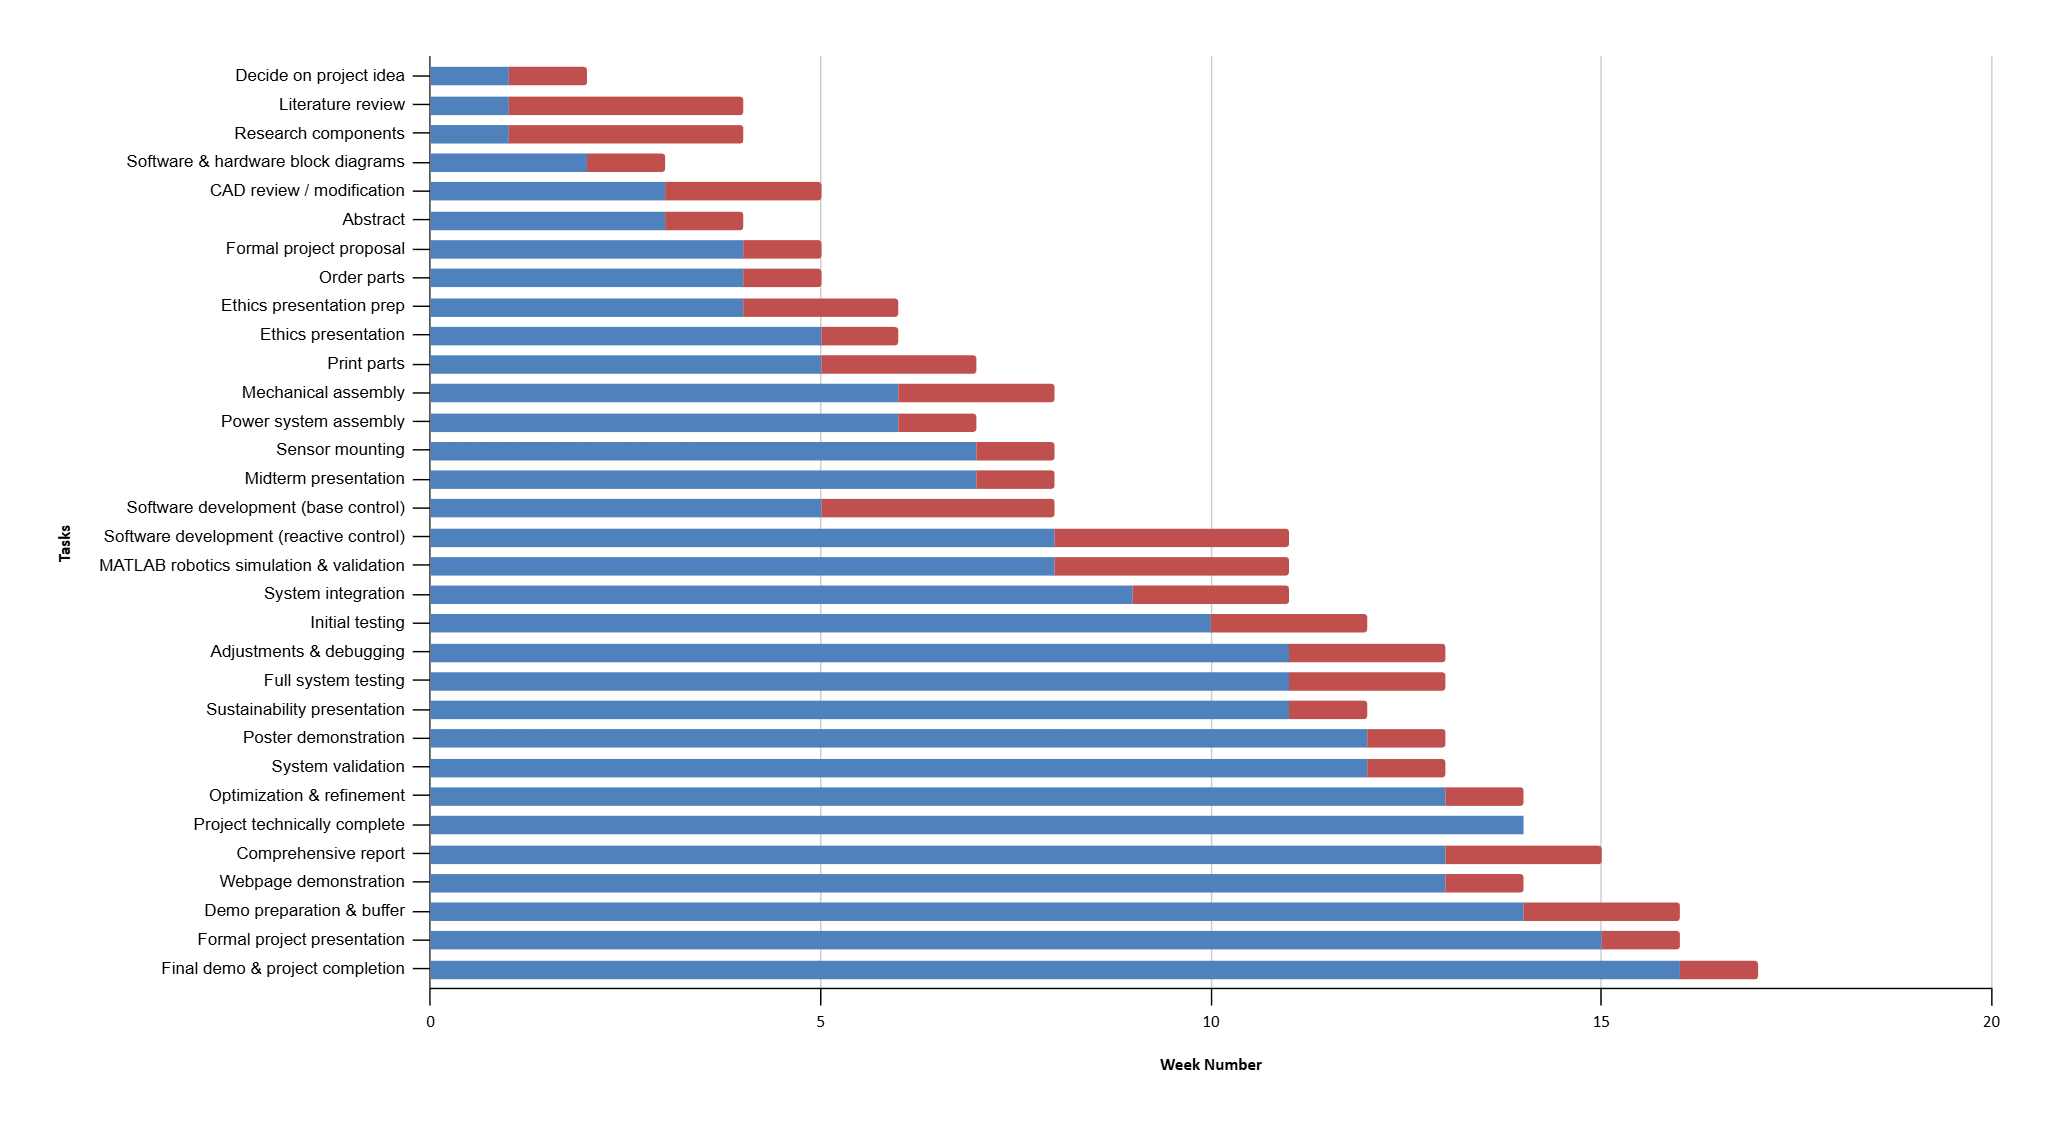 Decide on project idea
Literature review
Research components
Software & hardware block diagrams
CAD review / modification
Abstract
Formal project proposal
Order parts
Ethics presentation prep
Ethics presentation
Print parts
Mechanical assembly
Power system assembly
Sensor mounting
Midterm presentation
Software development (base control)
Software development (reactive control)
MATLAB robotics simulation & validation
System integration
Initial testing
Adjustments & debugging
Full system testing
Sustainability presentation
Poster demonstration
System validation
Optimization & refinement
Project technically complete
Comprehensive report
Webpage demonstration
Demo preparation & buffer
Formal project presentation
Final demo & project completion
Tasks
0 5 10 15 20
Week Number